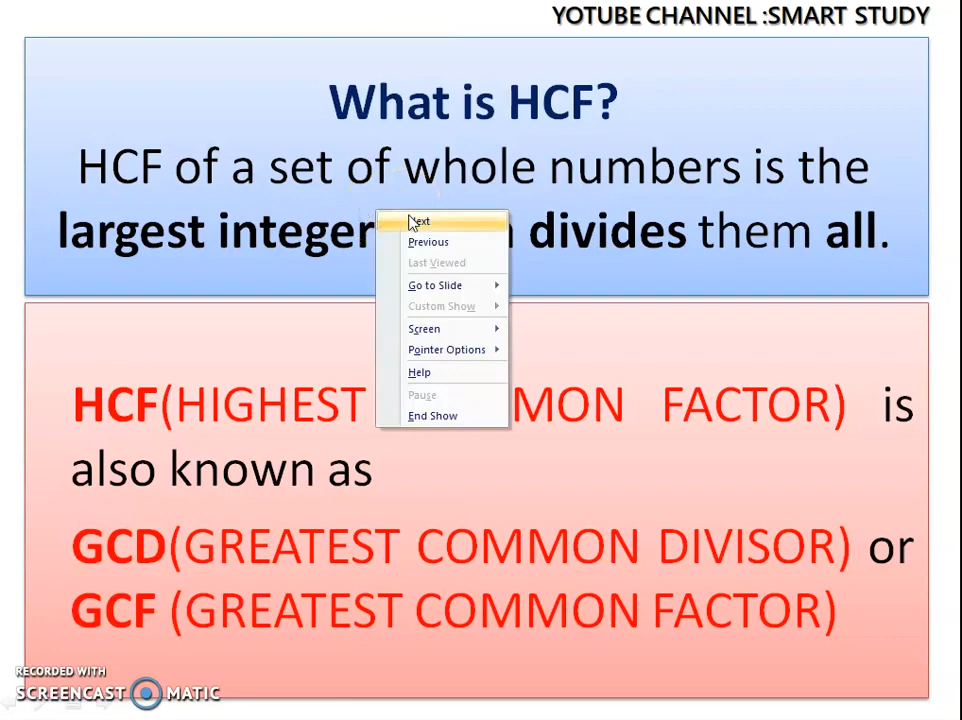 YOTUBE CHANNEL :SMART STUDY
What is HCF?
HCF of a set of whole numbers is the
largest integer divides them all.
Next
Previous
Last Viewed
Go to Slide
Custom Show
Screen
Pointer Options
Help
Pause
End Show
HCF(HIGHEST MON FACTOR) is
also known as
GCD(GREATEST COMMON DIVISOR) or
GCF (GREATEST COMMON FACTOR)
RECORDED WITH
SCREENCAST MATIC